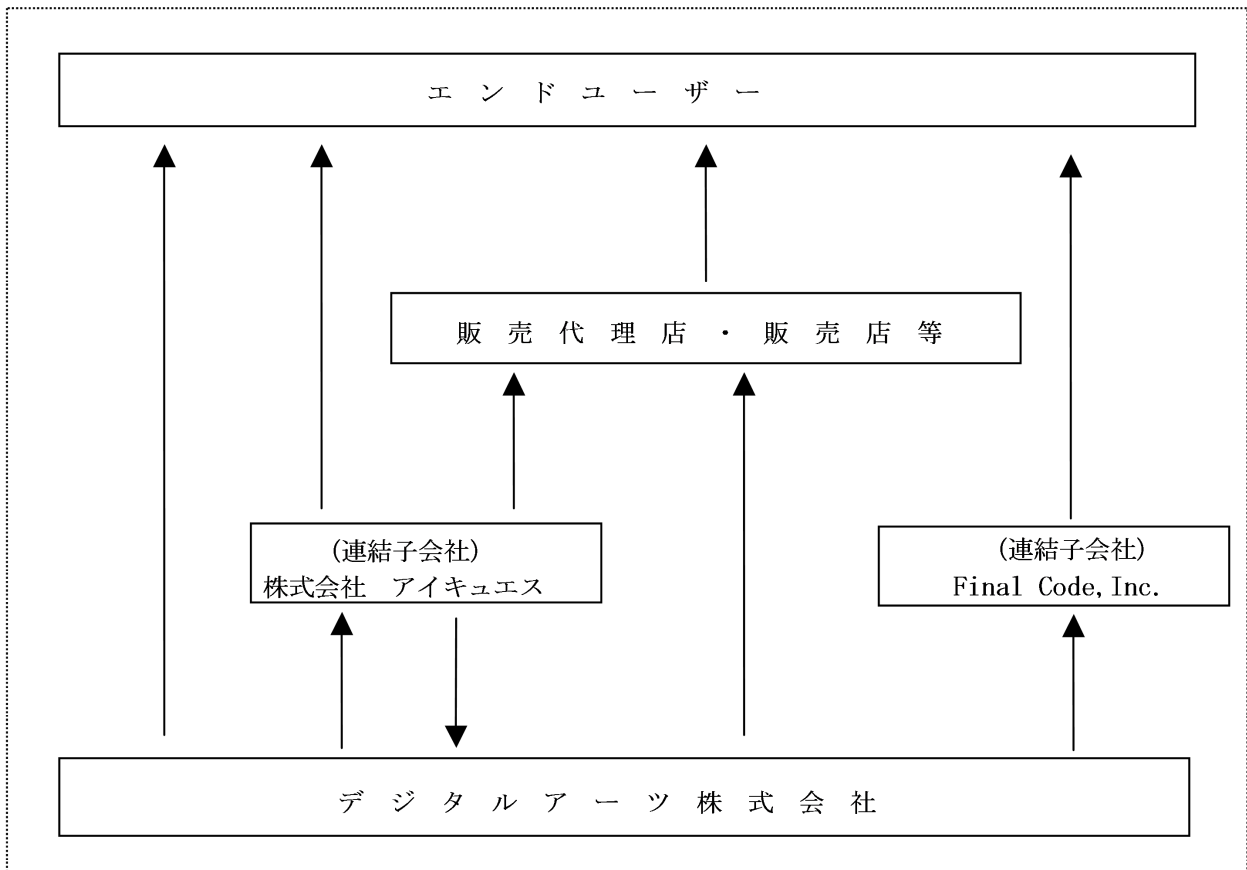 エンドユーザー
販売代理店・販売店等
(連結子会社)
株式会社　アイキュエス
(連結子会社)
Final Code,Inc.
デジタルアーツ株式会社